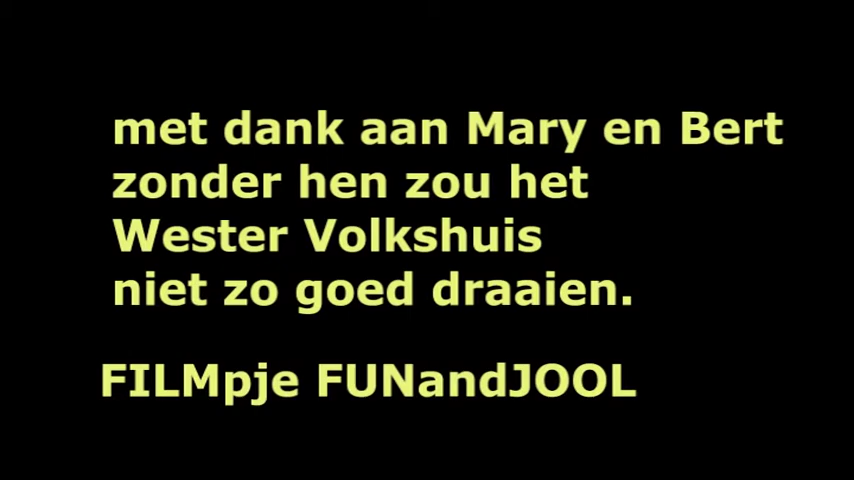 met dank aan Mary en Bert
zonder hen zou het
Wester Volkshuis
niet zo goed draaien.
FILMpje FUNandJOOL